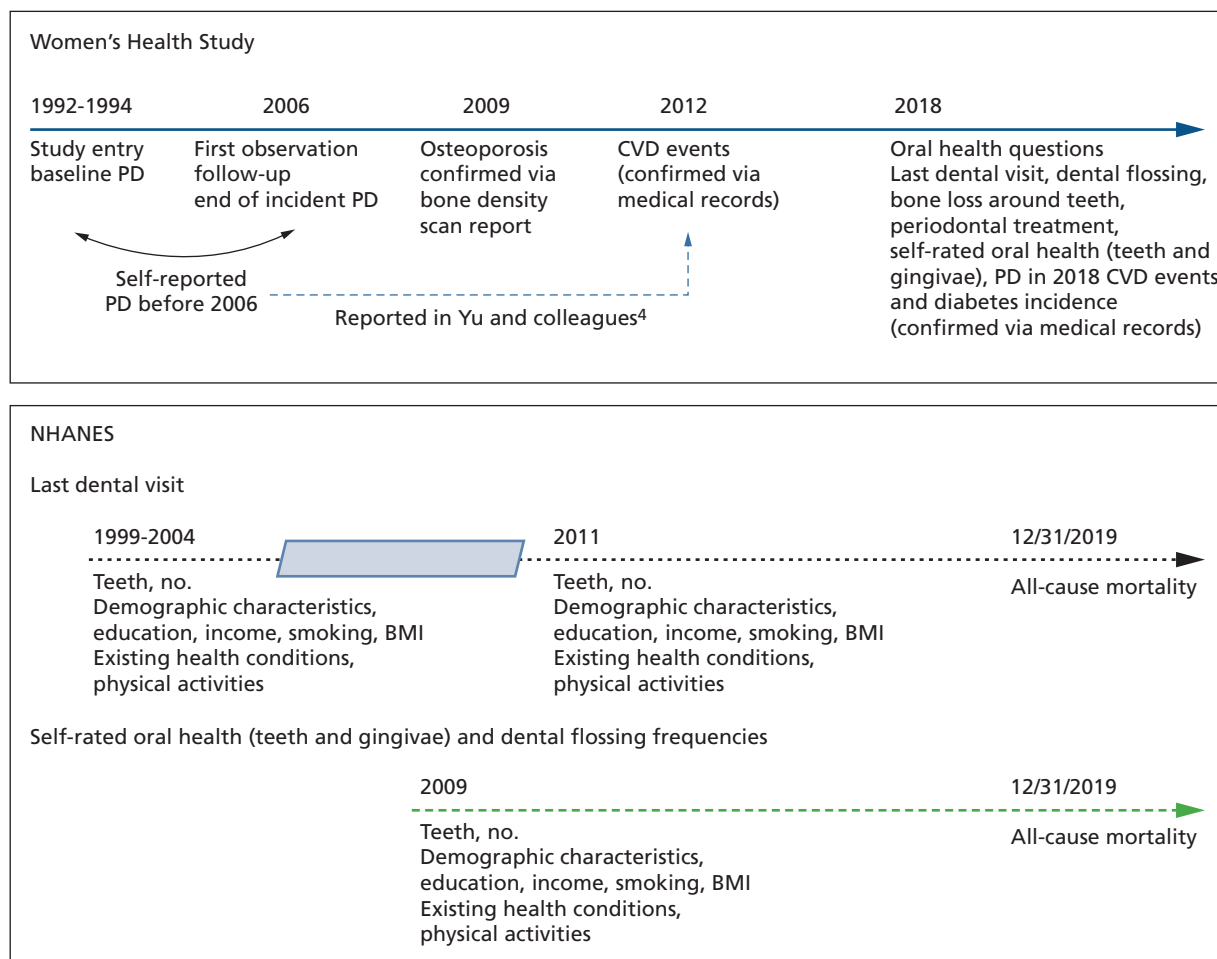 Women's Health Study
1992-1994
2006
2009
2012
2018
Study entry
baseline PD
First observation
follow-up
end of incident PD
Osteoporosis
confirmed via
bone density
scan report
CVD events
(confirmed via
medical records)
Oral health questions
Last dental visit, dental flossing,
bone loss around teeth,
periodontal treatment,
self-rated oral health (teeth and
gingivae), PD in 2018 CVD events
and diabetes incidence
(confirmed via medical records)
Self-reported
PD before 2006
Reported in Yu and colleagues⁴
NHANES
Last dental visit
1999-2004
2011
12/31/2019
Teeth, no.
Demographic characteristics,
education, income, smoking, BMI
Existing health conditions,
physical activities
Teeth, no.
Demographic characteristics,
education, income, smoking, BMI
Existing health conditions,
physical activities
All-cause mortality
Self-rated oral health (teeth and gingivae) and dental flossing frequencies
2009
12/31/2019
Teeth, no.
Demographic characteristics,
education, income, smoking, BMI
Existing health conditions,
physical activities
All-cause mortality